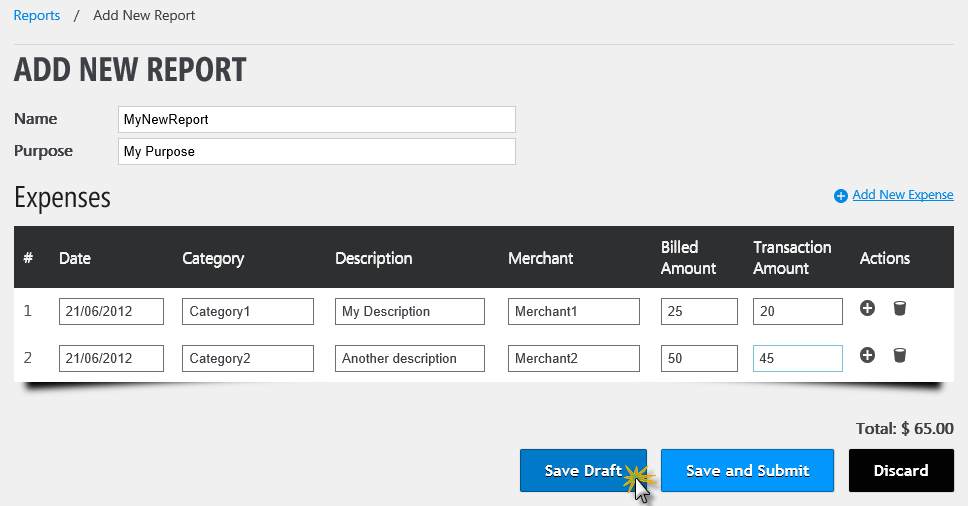 Reports / Add New Report
ADD NEW REPORT
Name MyNewReport
Purpose My Purpose
Expenses Add New Expense
# Date Category Description Merchant Billed Amount Transaction Amount Actions
1 21/06/2012 Category1 My Description Merchant1 25 20
2 21/06/2012 Category2 Another description Merchant2 50 45
Total: $ 65.00
Save Draft Save and Submit Discard